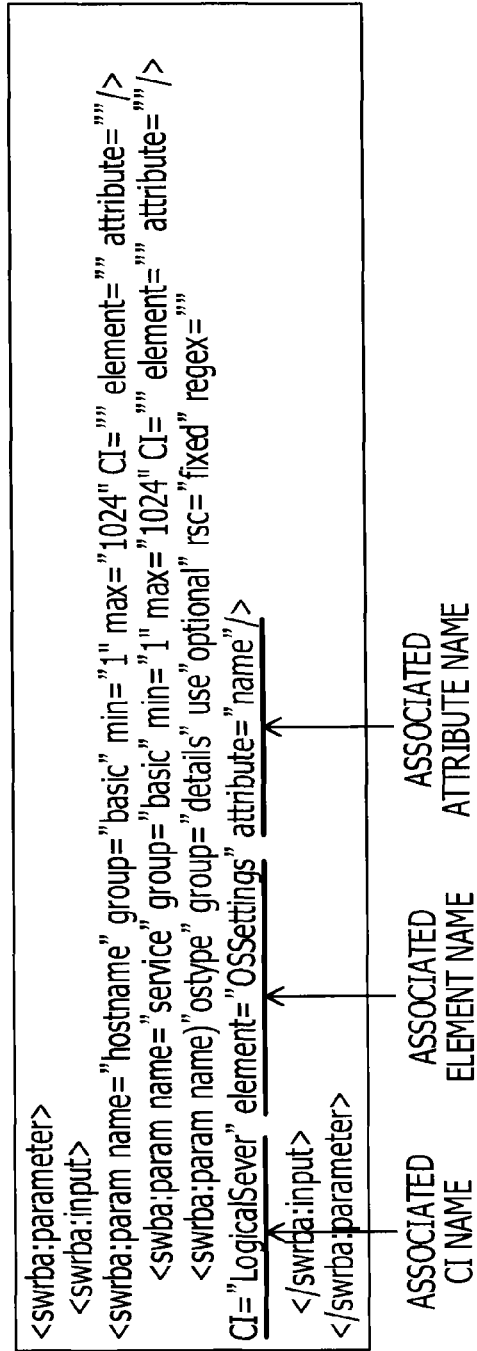 <swrba:parameter>
<swrba:input>
<swrba:param name="hostname" group="basic" min="1" max="1024" CI="" element="" attribute=""/>
<swba:param name="service" group="basic" min="1" max="1024" CI="" element="" attribute=""/>
<swrba:param name)"ostype" group="details" use"optional" rsc="fixed" regex=""
CI="LogicalSever" element="OSSettings" attribute="name"/>
</swrba:input>
</swrba:parameter>
ASSOCIATED
CI NAME
ASSOCIATED
ELEMENT NAME
ASSOCIATED
ATTRIBUTE NAME